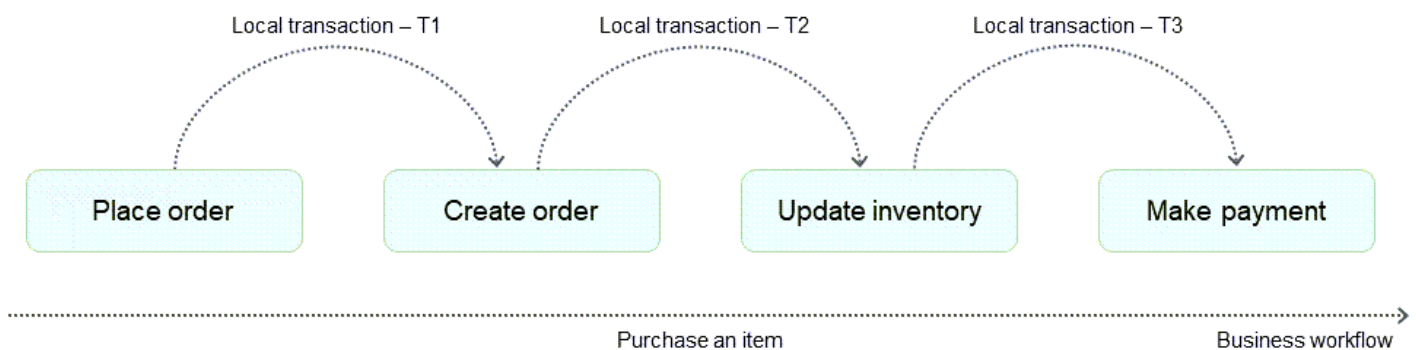 Local transaction – T1
Local transaction – T2
Local transaction – T3
Place order
Create order
Update inventory
Make payment
Purchase an item
Business workflow